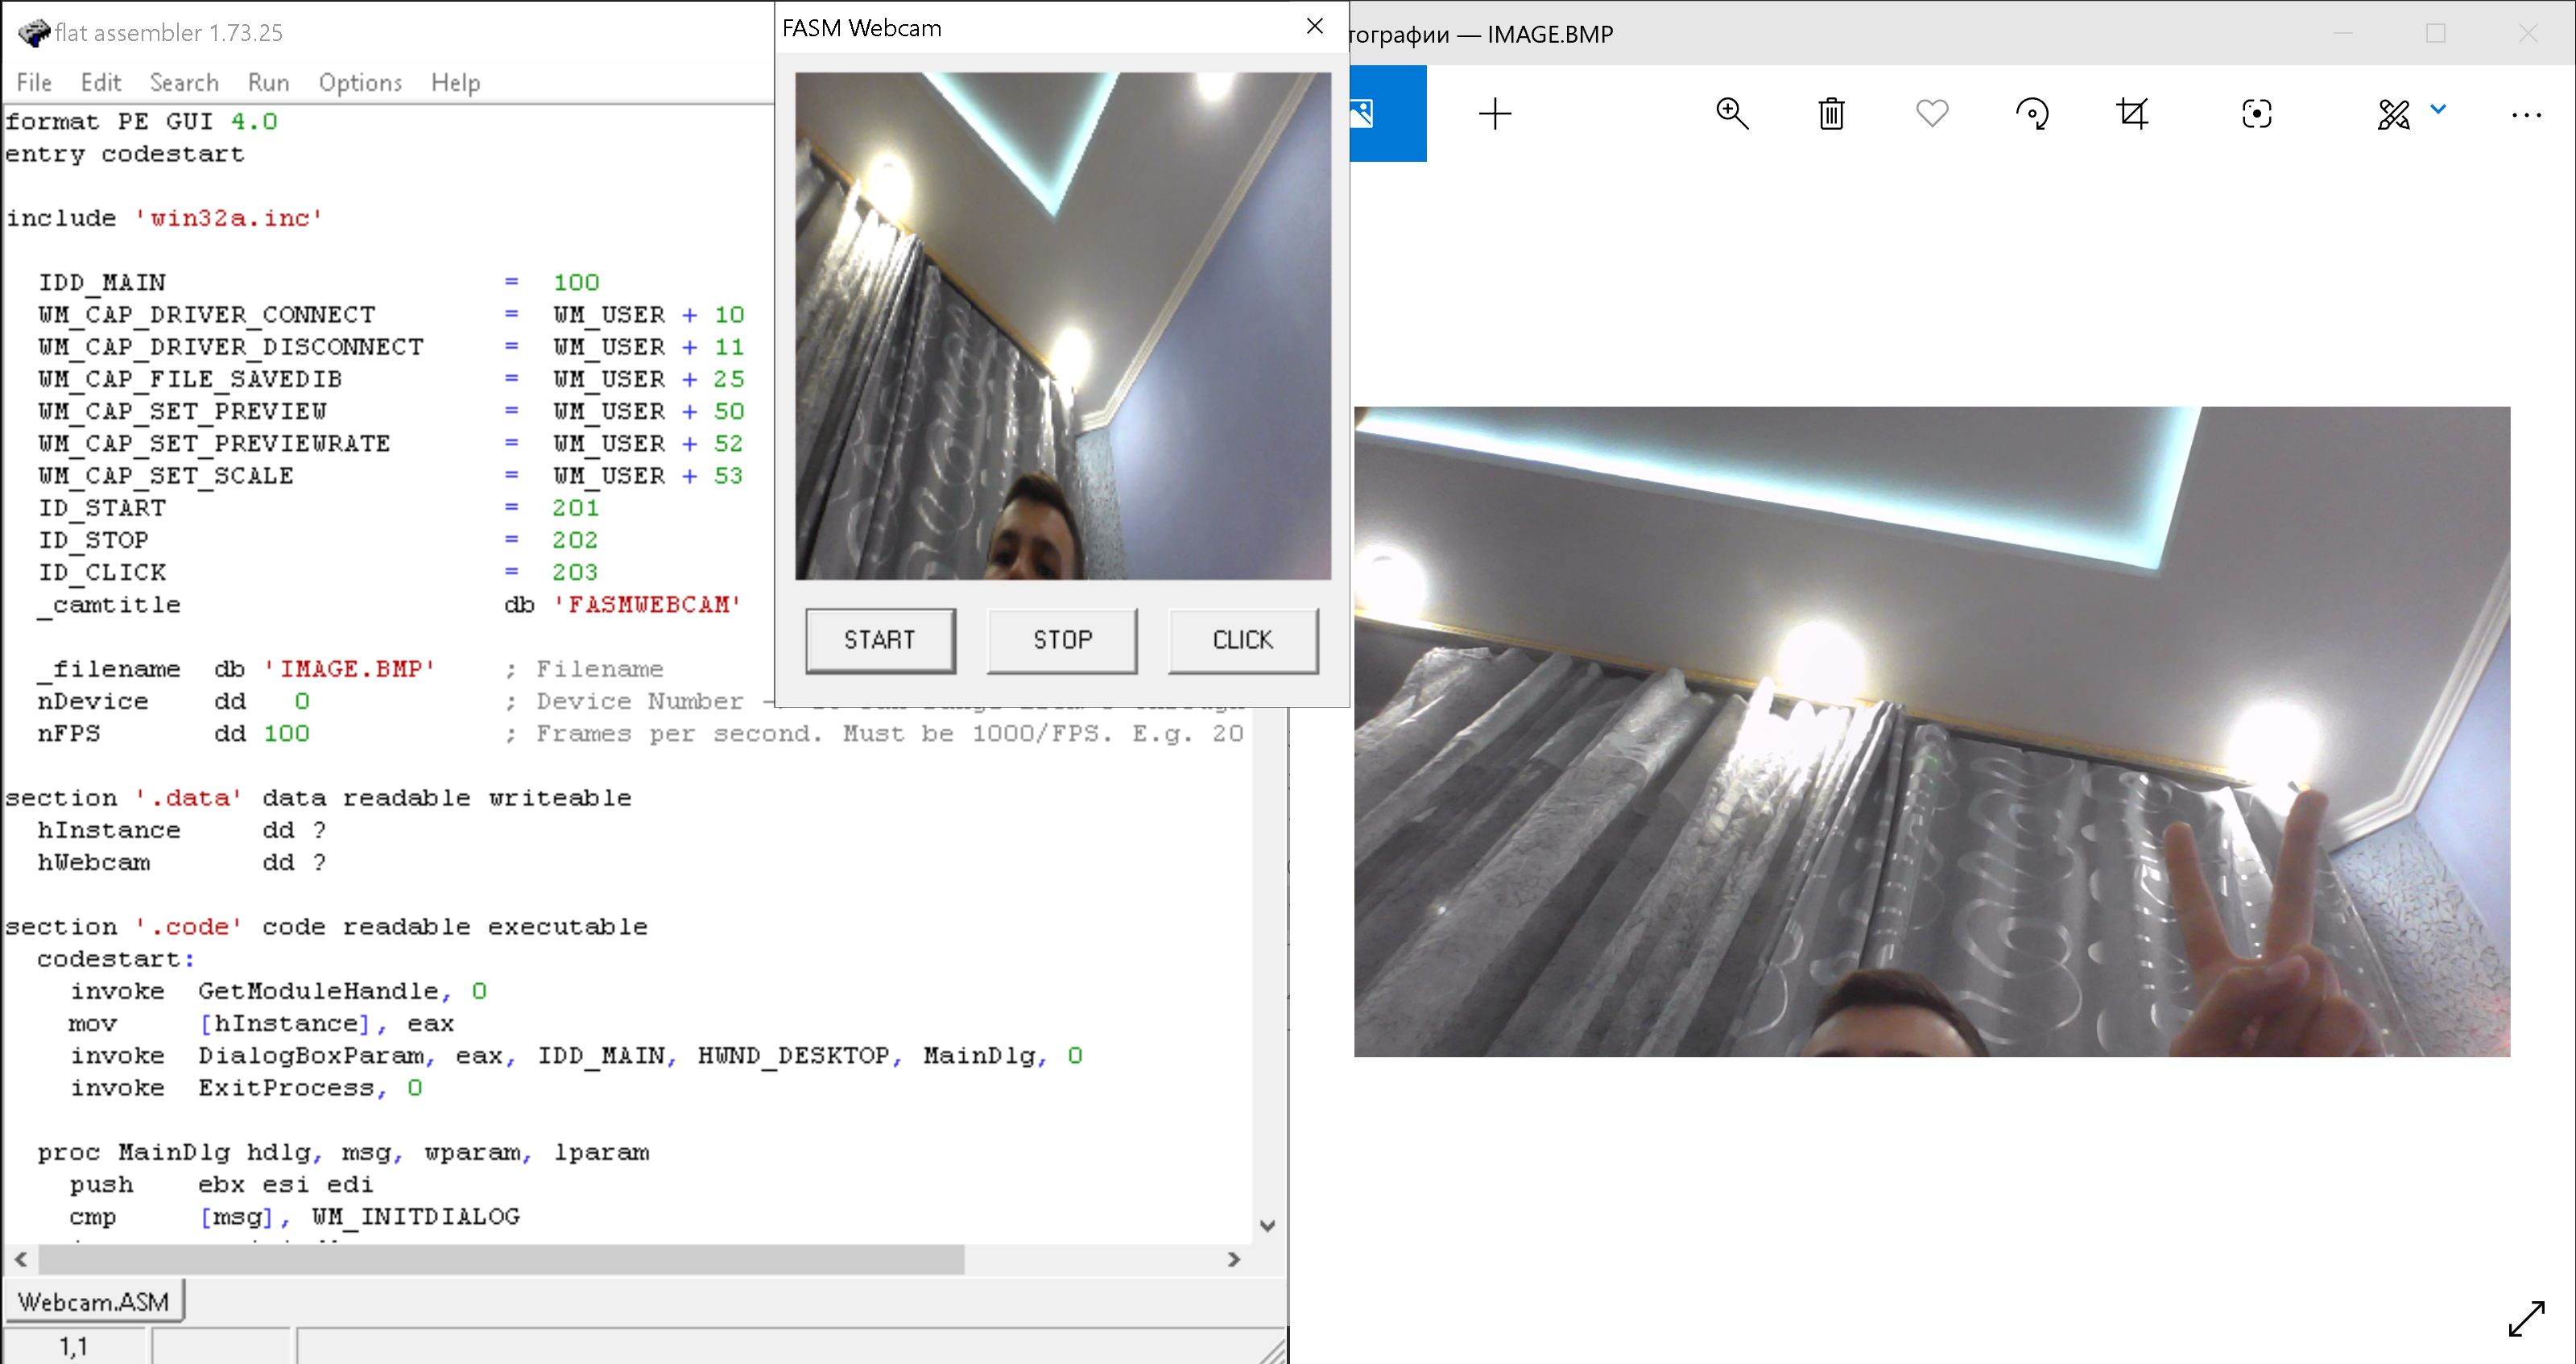 flat assembler 1.73.25
File Edit Search Run Options Help
format PE GUI 4.0
entry codestart
include 'win32a.inc'
IDD_MAIN = 100
WM_CAP_DRIVER_CONNECT = WM_USER + 10
WM_CAP_DRIVER_DISCONNECT = WM_USER + 11
WM_CAP_FILE_SAVEDIB = WM_USER + 25
WM_CAP_SET_PREVIEW = WM_USER + 50
WM_CAP_SET_PREVIEWRATE = WM_USER + 52
WM_CAP_SET_SCALE = WM_USER + 53
ID_START = 201
ID_STOP = 202
ID_CLICK = 203
_camtitle db 'FASMWEBCAM'
_filename db 'IMAGE.BMP' ; Filename
nDevice dd 0 ; Device Number -
nFPS dd 100 ; Frames per second. Must be 1000/FPS. E.g. 20
section '.data' data readable writeable
hInstance dd ?
hWebcam dd ?
section '.code' code readable executable
codestart:
invoke GetModuleHandle, 0
mov [hInstance], eax
invoke DialogBoxParam, eax, IDD_MAIN, HWND_DESKTOP, MainDlg, 0
invoke ExitProcess, 0
proc MainDlg hdlg, msg, wparam, lparam
push ebx esi edi
cmp [msg], WM_INITDIALOG
Webcam.ASM
1,1
FASM Webcam
START STOP CLICK
тографии — IMAGE.BMP